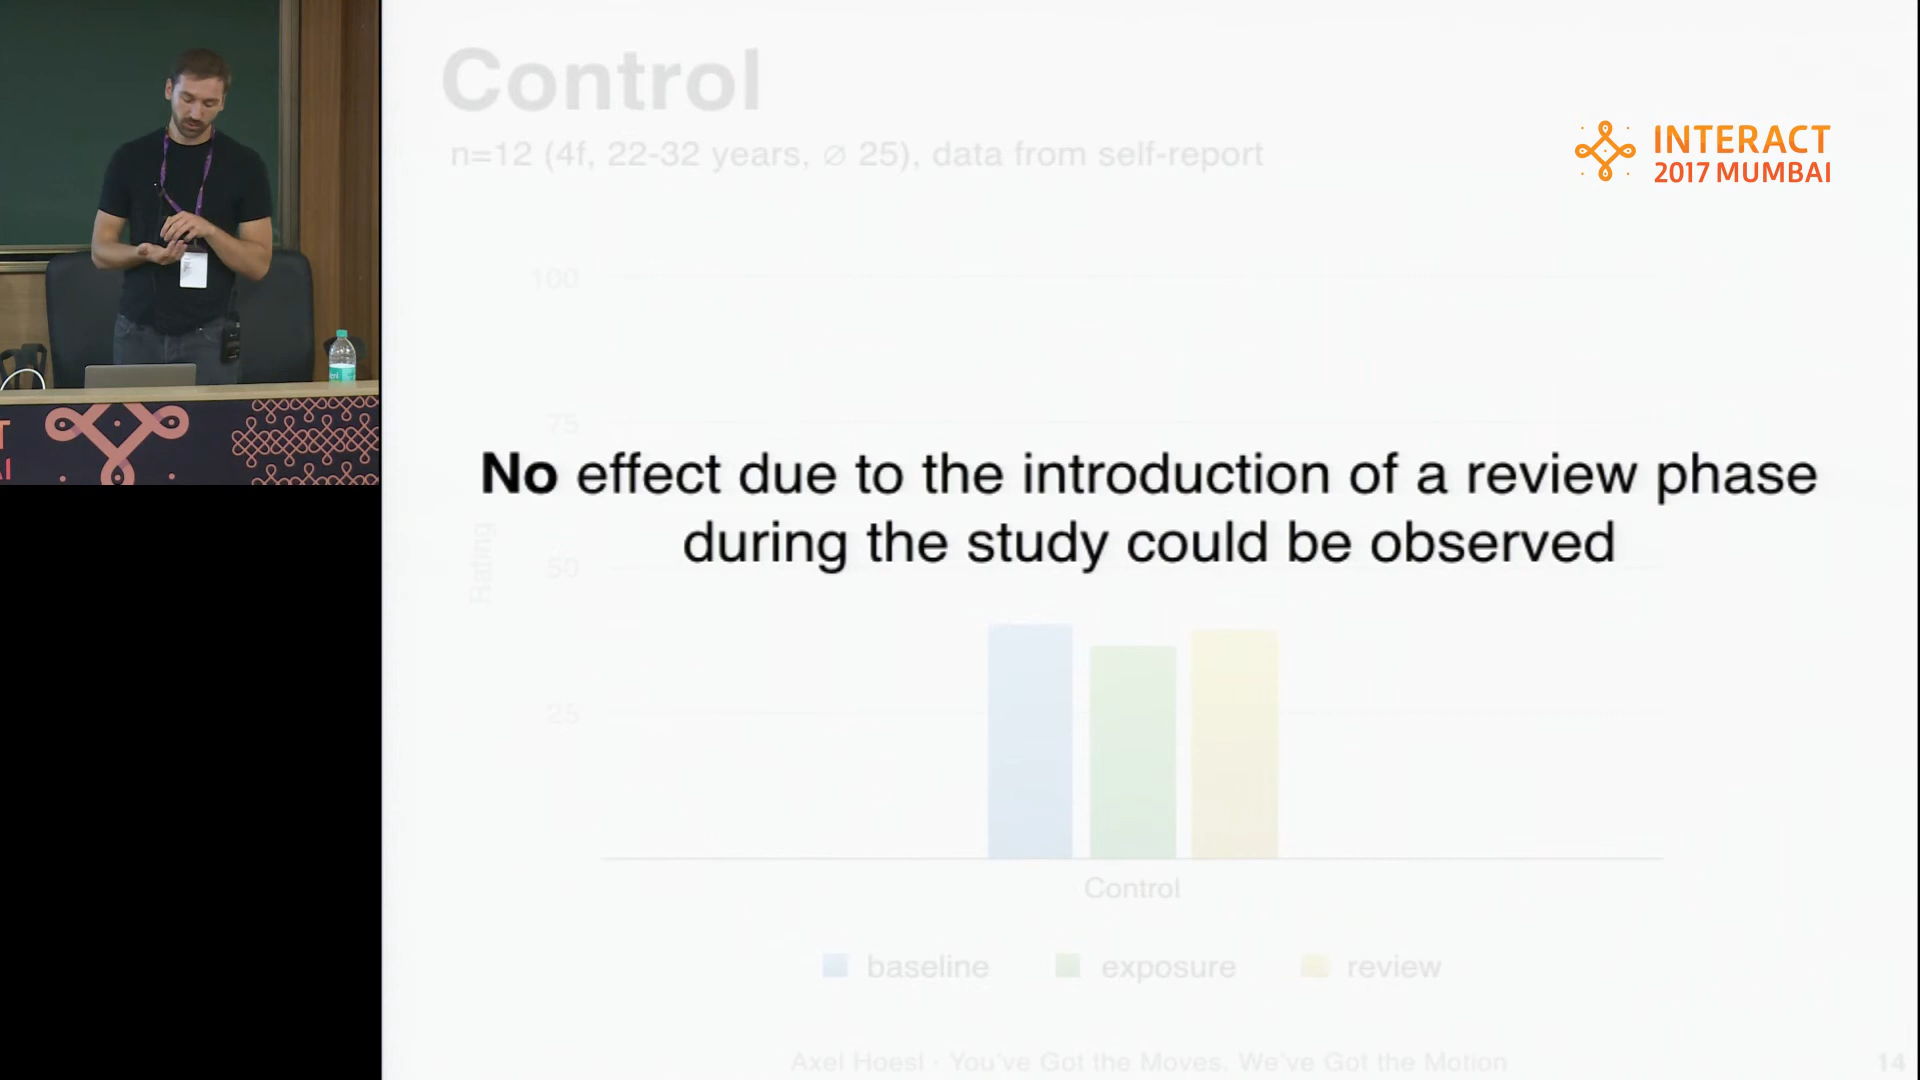 Control
n=12 (4f, 22-32 years, ∅ 25), data from self-report
INTERACT
2017 MUMBAI
100
75
No effect due to the introduction of a review phase
during the study could be observed
Rating
50
25
Control
baseline
exposure
review
Axel Hoesl · You've Got the Moves. We've Got the Motion
14